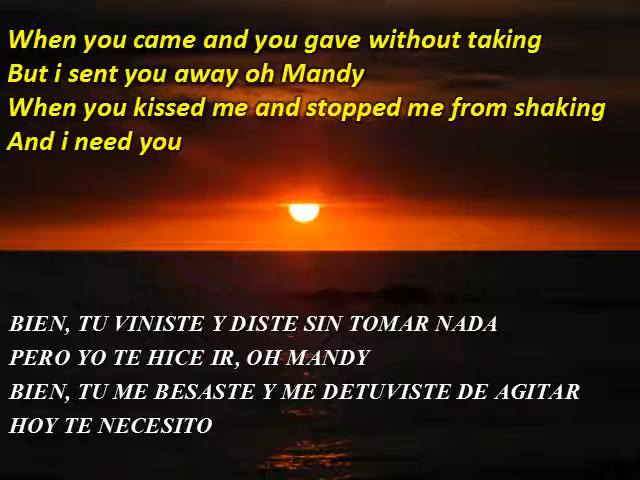 When you came and you gave without taking
But i sent you away oh Mandy
When you kissed me and stopped me from shaking
And i need you
BIEN, TU VINISTE Y DISTE SIN TOMAR NADA
PERO YO TE HICE IR, OH MANDY
BIEN, TU ME BESASTE Y ME DETUVISTE DE AGITAR
HOY TE NECESITO